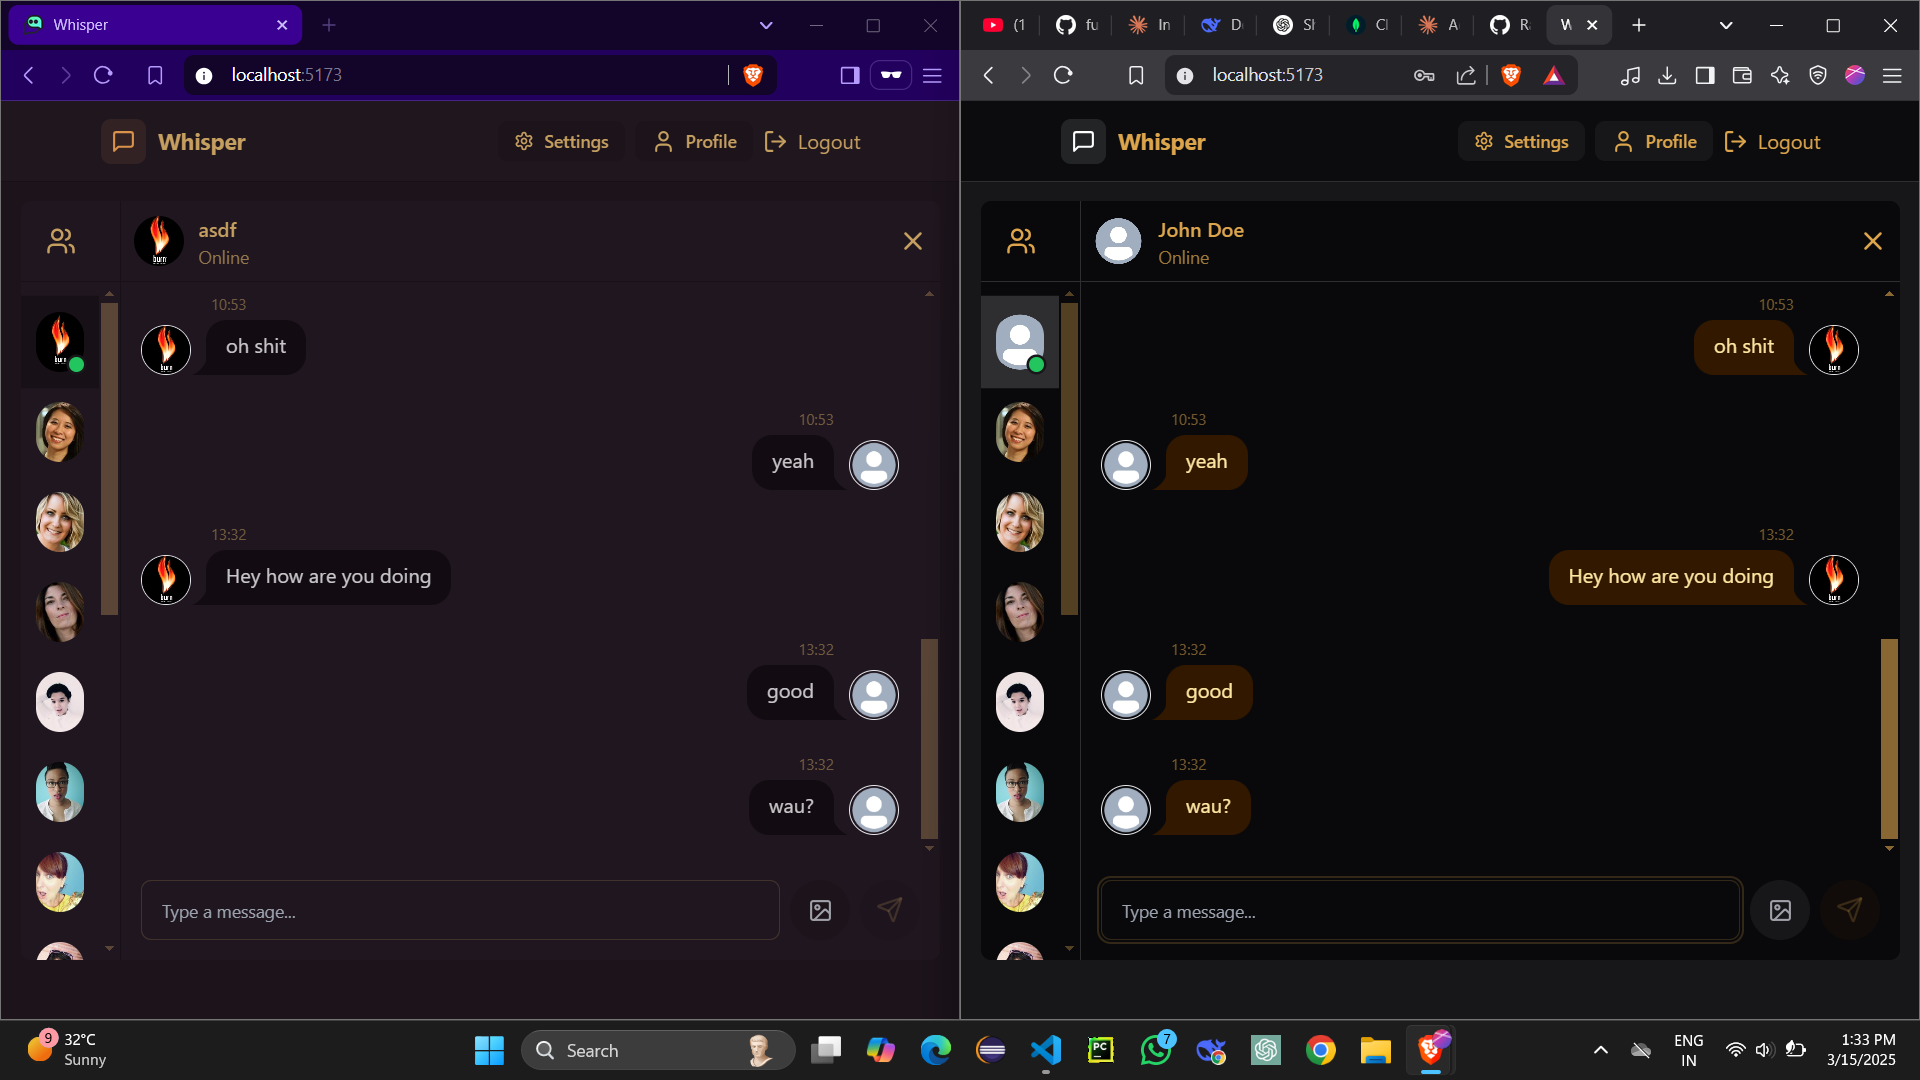 Whisper
localhost:5173
Whisper
Settings
Profile
Logout
asdf
Online
10:53
oh shit
10:53
yeah
13:32
Hey how are you doing
13:32
good
13:32
wau?
Type a message...
(1
fu
In
D
Sh
Cl
A
R
W
localhost:5173
Whisper
Settings
Profile
Logout
John Doe
Online
10:53
oh shit
10:53
yeah
13:32
Hey how are you doing
13:32
good
13:32
wau?
Type a message...
9
32°C
Sunny
Search
PC
7
ENG
IN
1:33 PM
3/15/2025